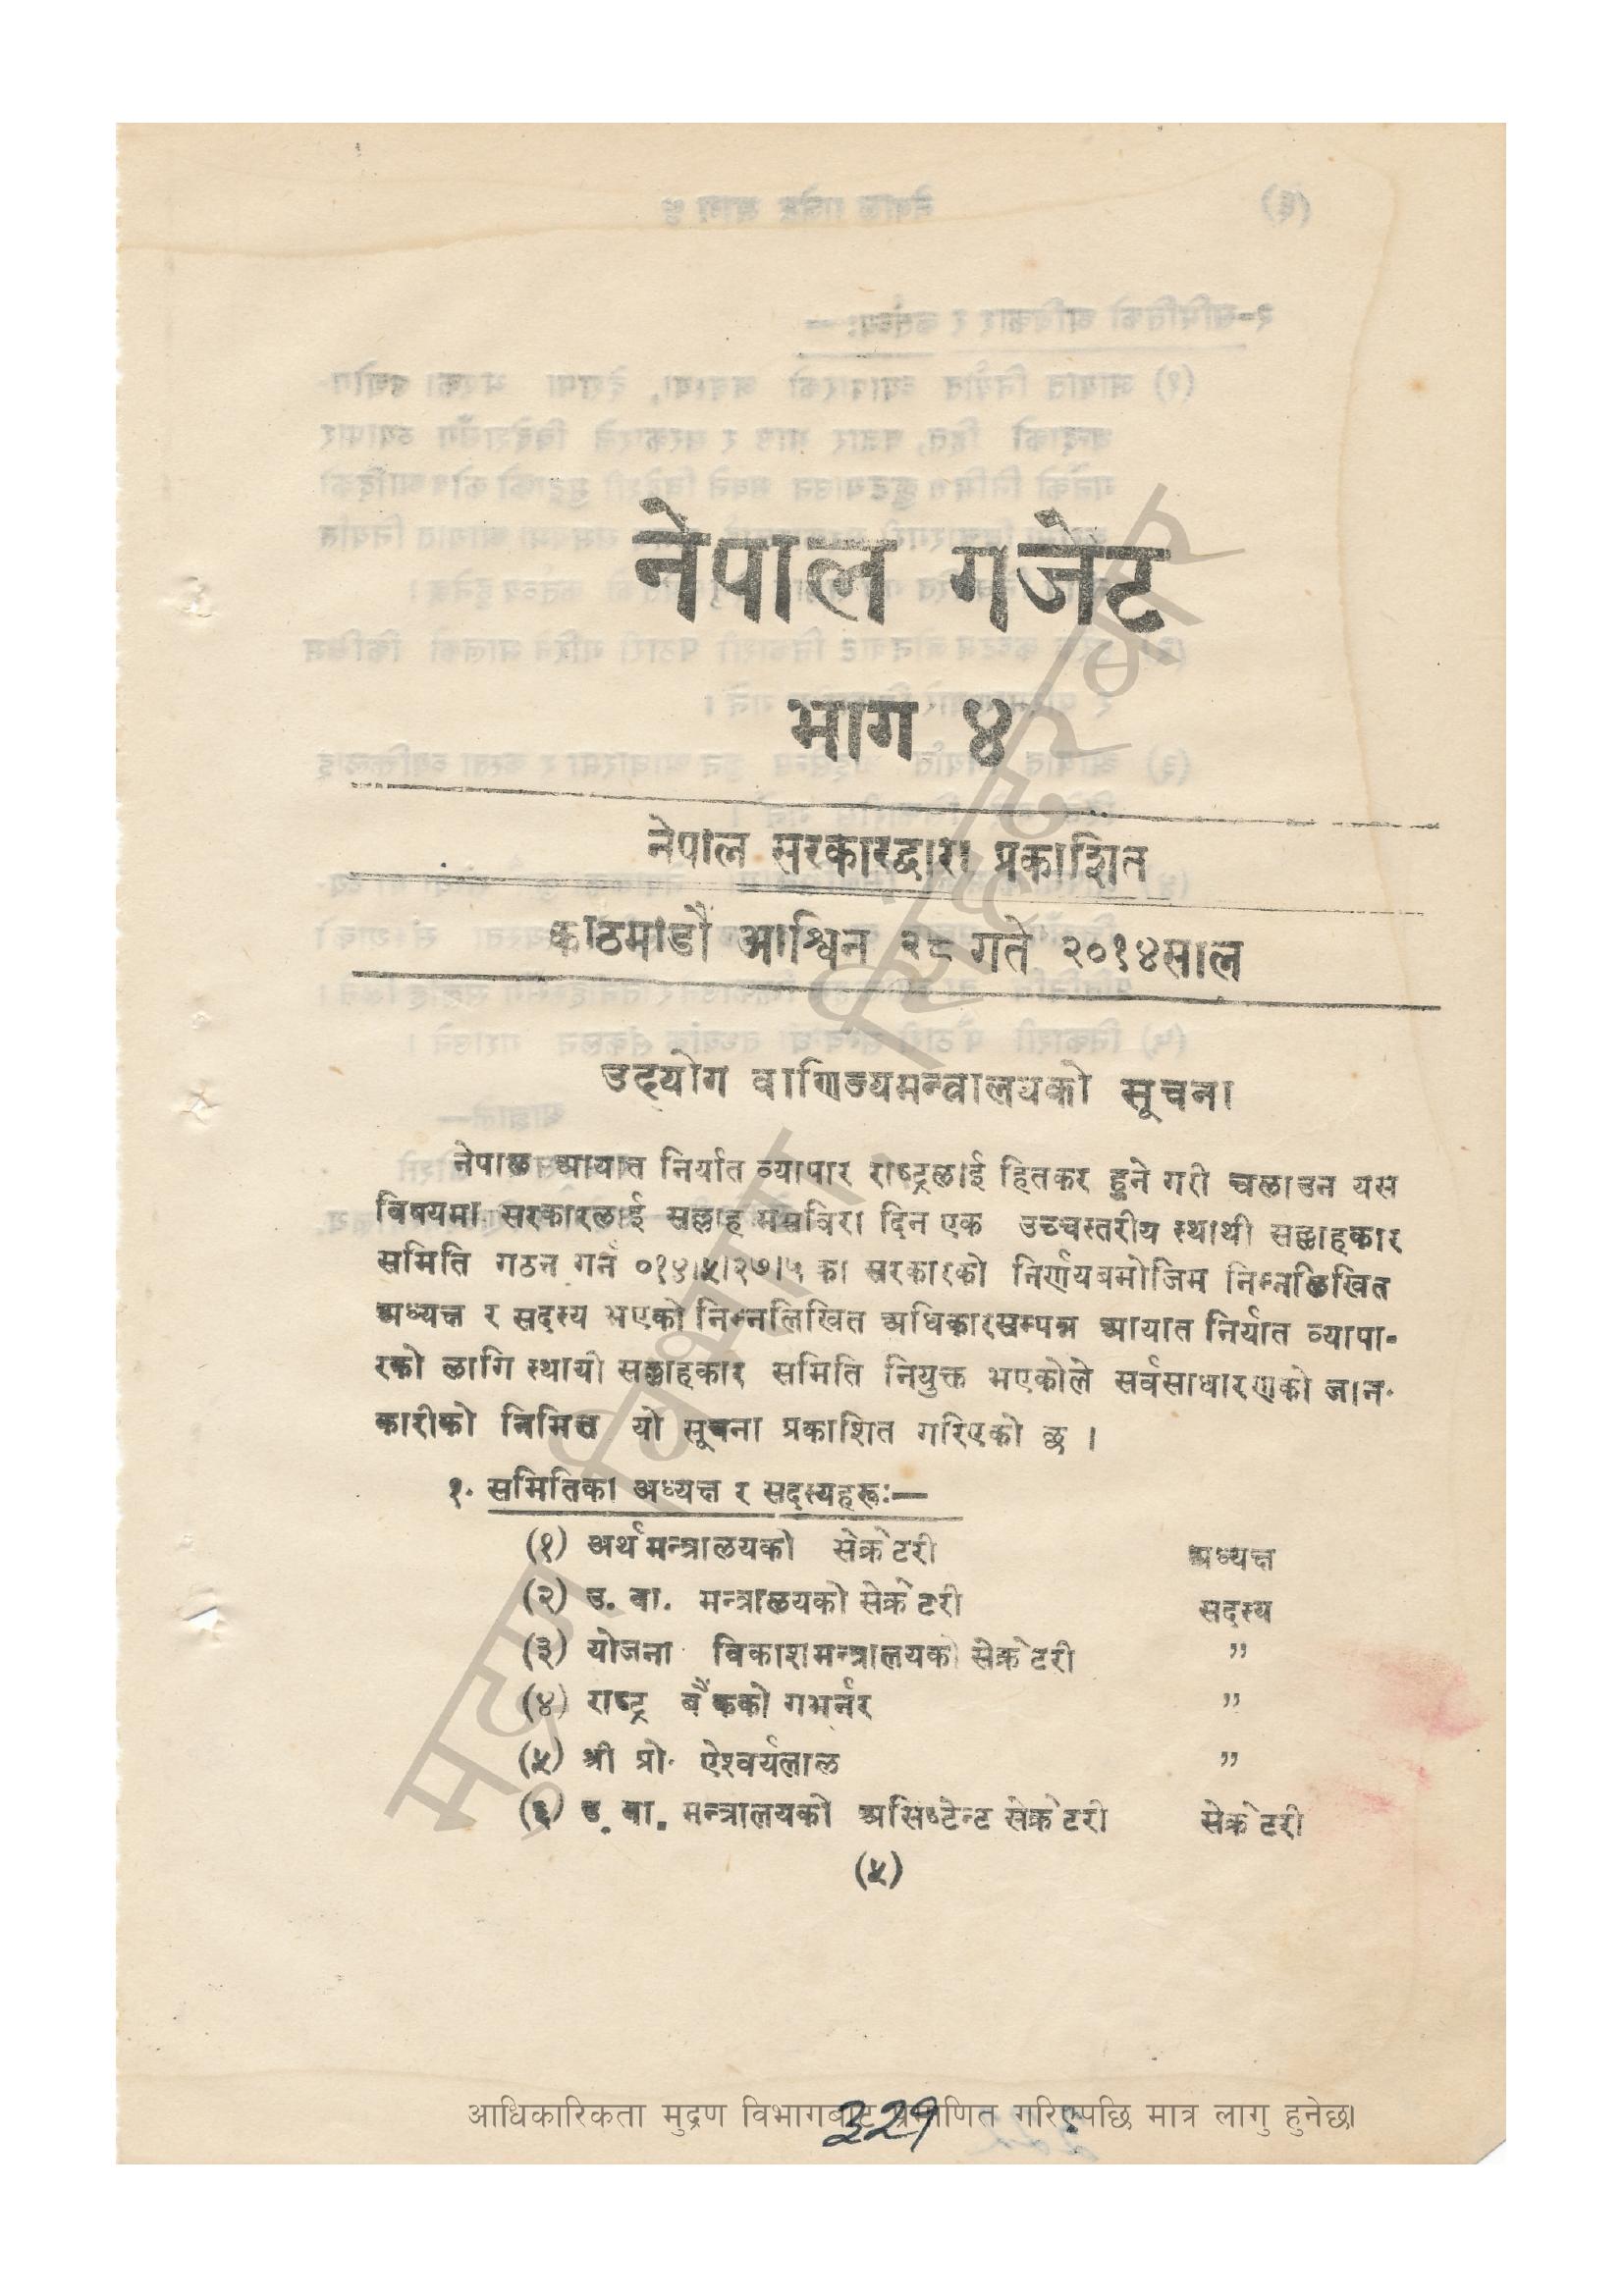 नेपाल गजेट
भाग ४
नेपाल सरकारद्वारा प्रकाशित
काठमाडौं आश्विन २८ गते २०१४साल
उद्योग वाणिज्यमन्त्रालयको सूचना
नेपाल आयात निर्यात व्यापार राष्ट्रलाई हितकर हुने गरी चलाउन यस
विषयमा सरकारलाई सल्लाह मसविरा दिन एक उच्चस्तरीय स्थायी सल्लाहकार
समिति गठन गर्न ०१४।५।२७।५ का सरकारको निर्णयबमोजिम निम्नलिखित
अध्यक्ष र सदस्य भएको निम्नलिखित अधिकारसम्पन्न आयात निर्यात व्यापा-
रको लागि स्थायी सल्लाहकार समिति नियुक्त भएकोले सर्वसाधारणको जान-
कारीको निमित्त यो सूचना प्रकाशित गरिएको छ ।
१. समितिका अध्यक्ष र सदस्यहरू:—
(१) अर्थमन्त्रालयको सेक्रेटरी अध्यक्ष
(२) उ. वा. मन्त्रालयको सेक्रेटरी सदस्य
(३) योजना विकाशमन्त्रालयको सेक्रेटरी ”
(४) राष्ट्र बैंकको गभर्नर ”
(५) श्री प्रो. ऐश्वर्यलाल ”
(६) उ. वा. मन्त्रालयको असिष्टेन्ट सेक्रेटरी सेक्रेटरी
(५)
आधिकारिकता मुद्रण विभागबाट प्रमाणित गरिएपछि मात्र लागु हुनेछ।
329
मुद्रण विभाग, सिंहदरबार